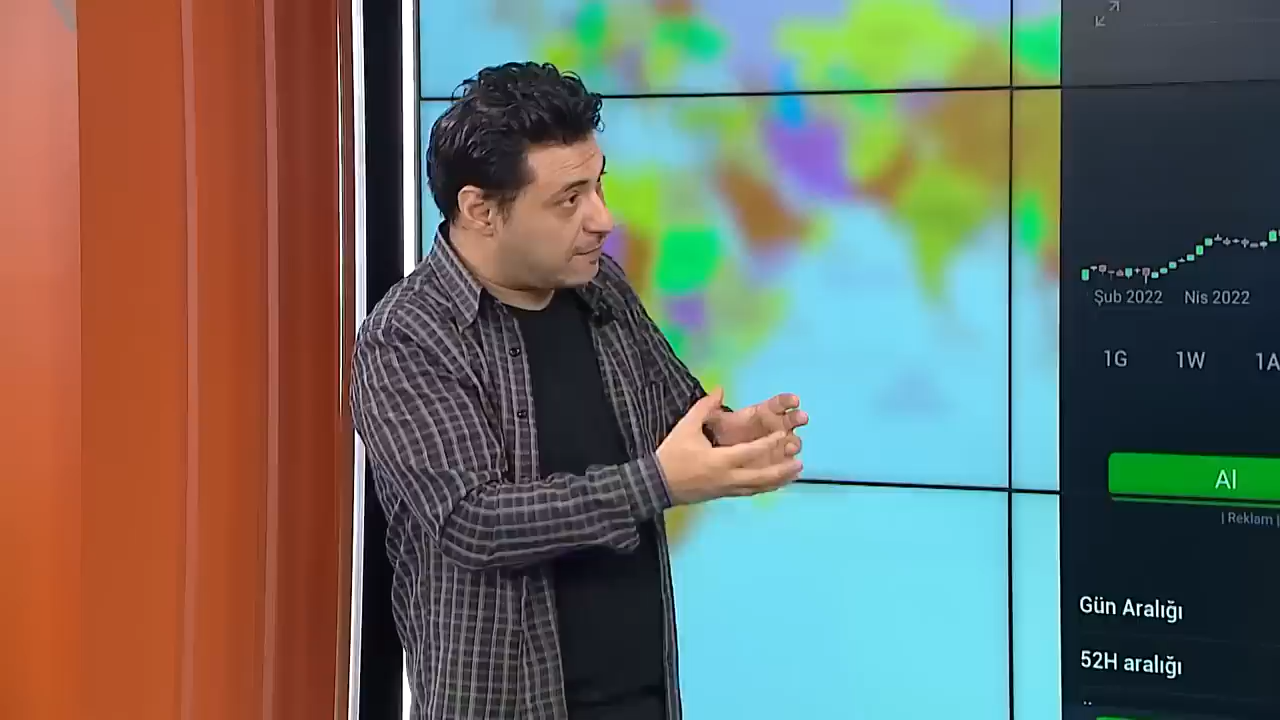 Şub 2022 Nis 2022
1G 1W 1A
Al
| Reklam |
Gün Aralığı
52H aralığı